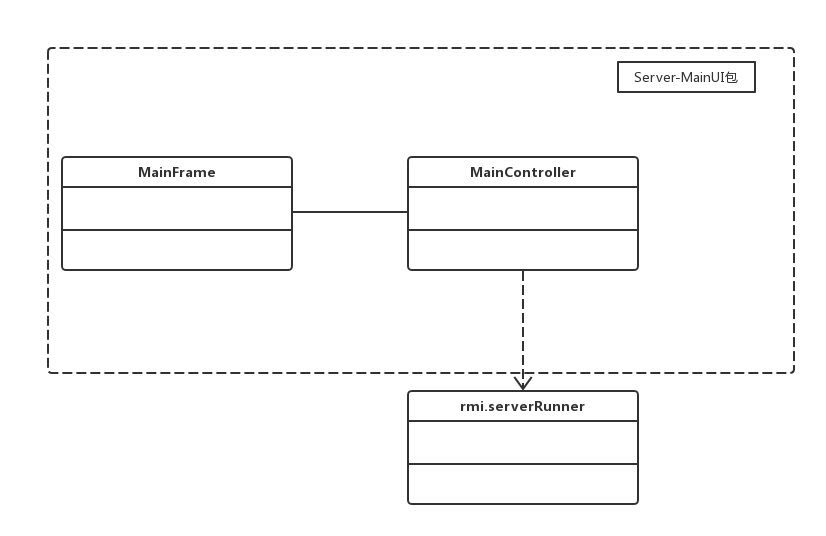 Server-MainUI包
MainFrame
MainController
rmi.serverRunner